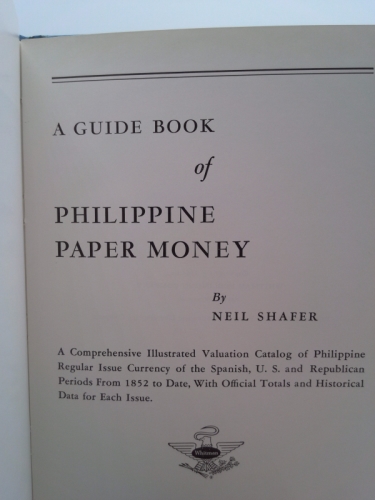 A GUIDE BOOK
of
PHILIPPINE
PAPER MONEY
By
NEIL SHAFER
A Comprehensive Illustrated Valuation Catalog of Philippine
Regular Issue Currency of the Spanish, U. S. and Republican
Periods From 1852 to Date, With Official Totals and Historical
Data for Each Issue.
Whitman